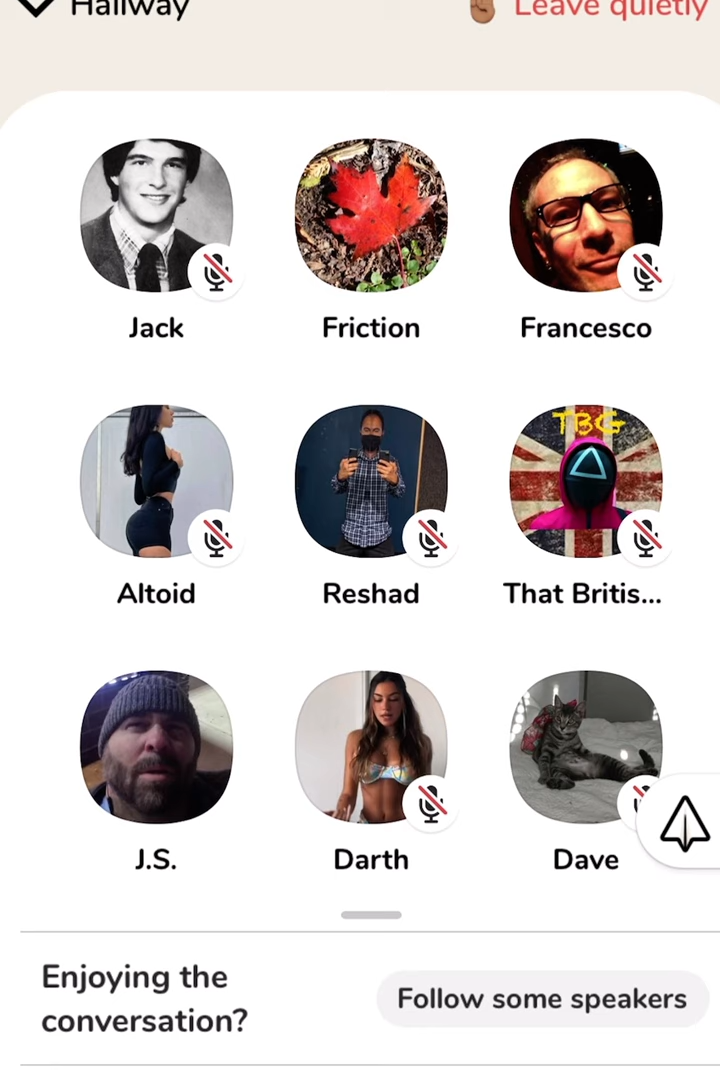 Hallway
Leave quietly
TBG
Jack
Friction
Francesco
Altoid
Reshad
That Britis...
J.S.
Darth
Dave
Enjoying the
conversation?
Follow some speakers